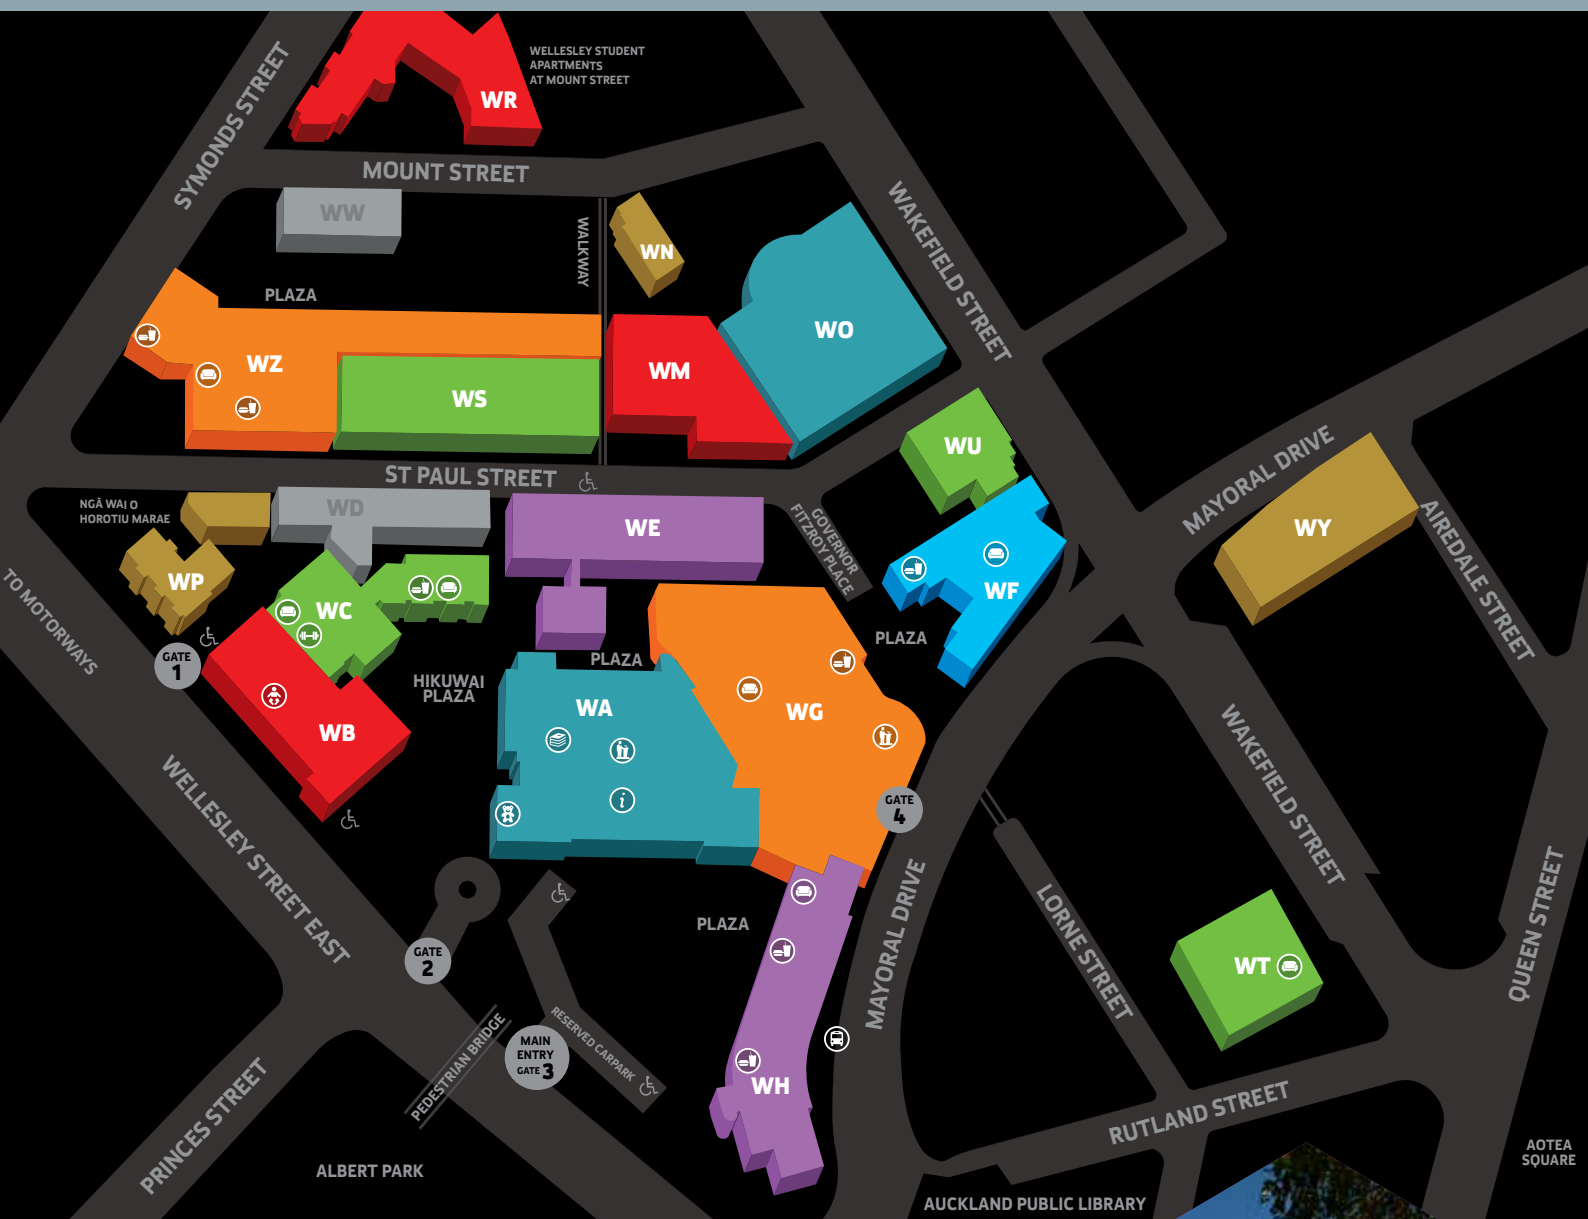 WELLESLEY STUDENT
APARTMENTS
AT MOUNT STREET
WR
SYMONDS STREET
MOUNT STREET
WW
WALKWAY
WN
WAKEFIELD STREET
PLAZA
WO
WZ
WM
WS
WU
MAYORAL DRIVE
ST PAUL STREET
NGĀ WAI O
HOROTIU MARAE
WD
WE
GOVERNOR
FITZROY PLACE
WY
AIREDALE STREET
WP
TO MOTORWAYS
WC
WF
PLAZA
GATE
1
PLAZA
HIKUWAI
PLAZA
WA
WG
WB
WAKEFIELD STREET
WELLESLEY STREET EAST
GATE
4
PLAZA
MAYORAL DRIVE
LORNE STREET
QUEEN STREET
GATE
2
WT
PEDESTRIAN BRIDGE
MAIN
ENTRY
GATE 3
RESERVED CARPARK
WH
PRINCES STREET
RUTLAND STREET
ALBERT PARK
AOTEA
SQUARE
AUCKLAND PUBLIC LIBRARY